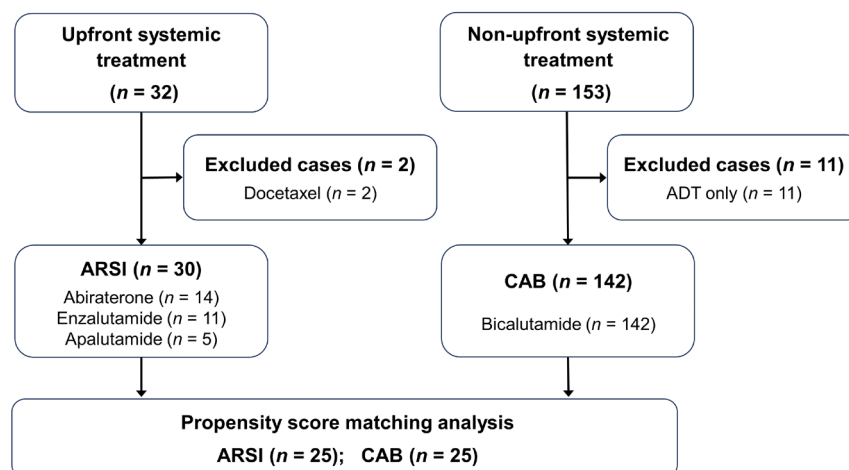 Upfront systemic
treatment
(n = 32)
Non-upfront systemic
treatment
(n = 153)
Excluded cases (n = 2)
Docetaxel (n = 2)
Excluded cases (n = 11)
ADT only (n = 11)
ARSI (n = 30)
Abiraterone (n = 14)
Enzalutamide (n = 11)
Apalutamide (n = 5)
CAB (n = 142)
Bicalutamide (n = 142)
Propensity score matching analysis
ARSI (n = 25); CAB (n = 25)